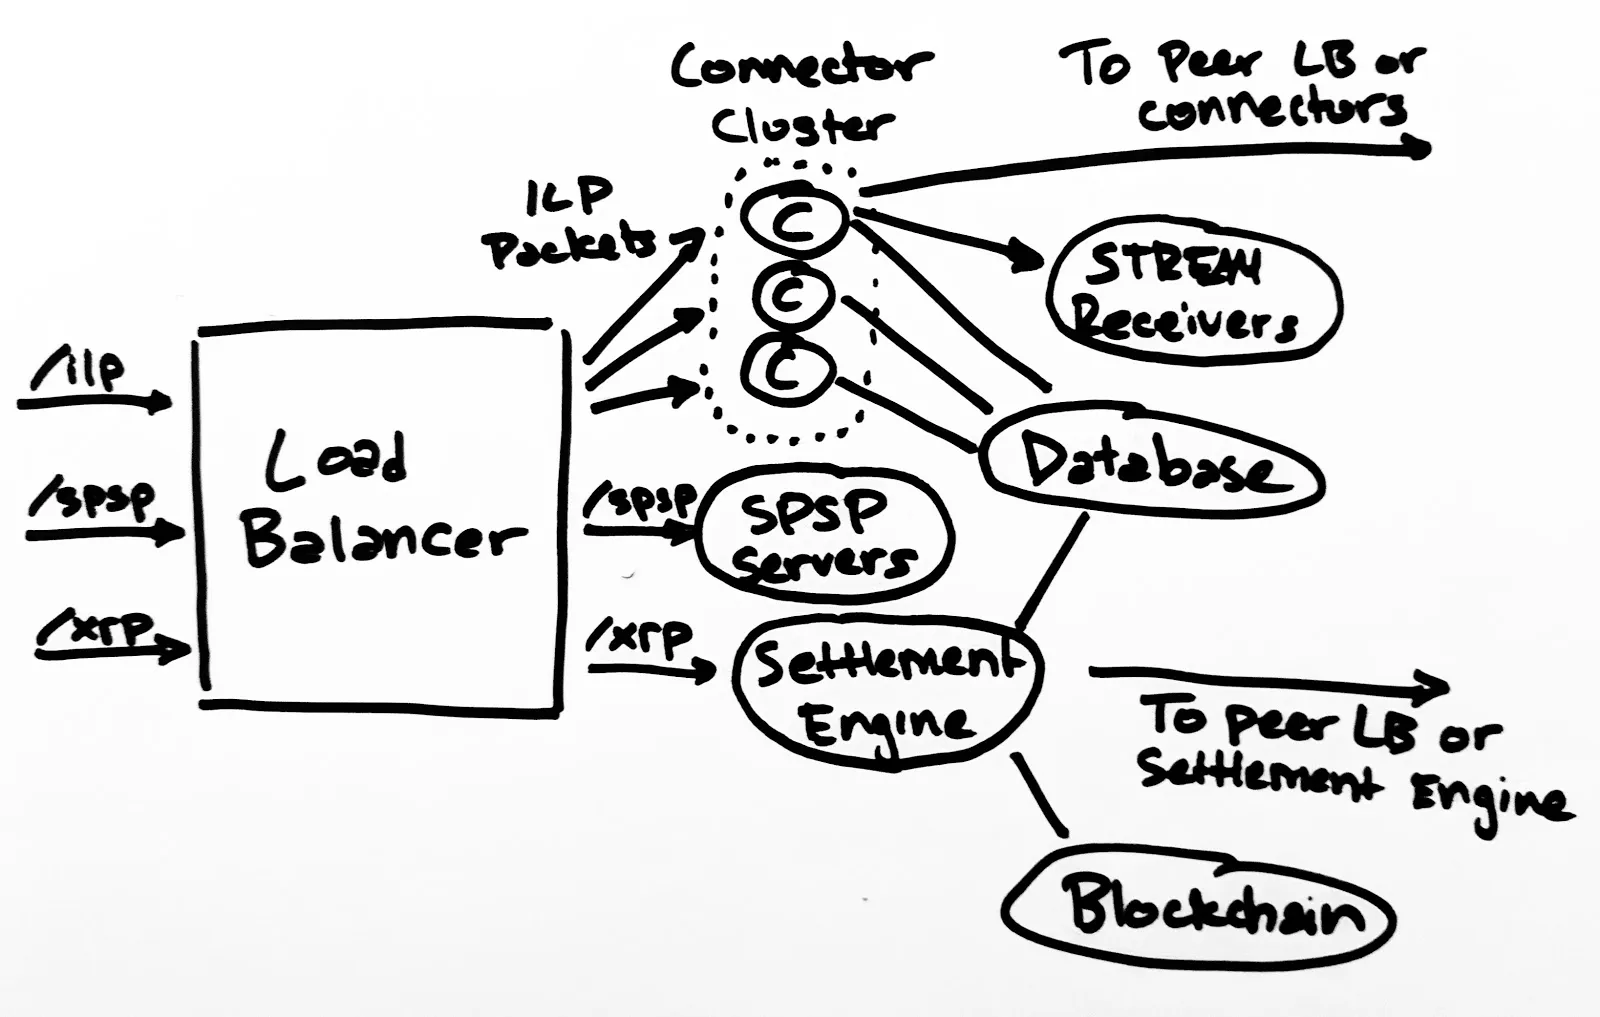 Connector
Cluster
To Peer LB or
connectors
ILP
Packets
C
C
C
STREAM
Receivers
/ilp
/spsp
/xrp
Load
Balancer
Database
/spsp
SPSP
Servers
/xrp
Settlement
Engine
To peer LB or
Settlement Engine
Blockchain